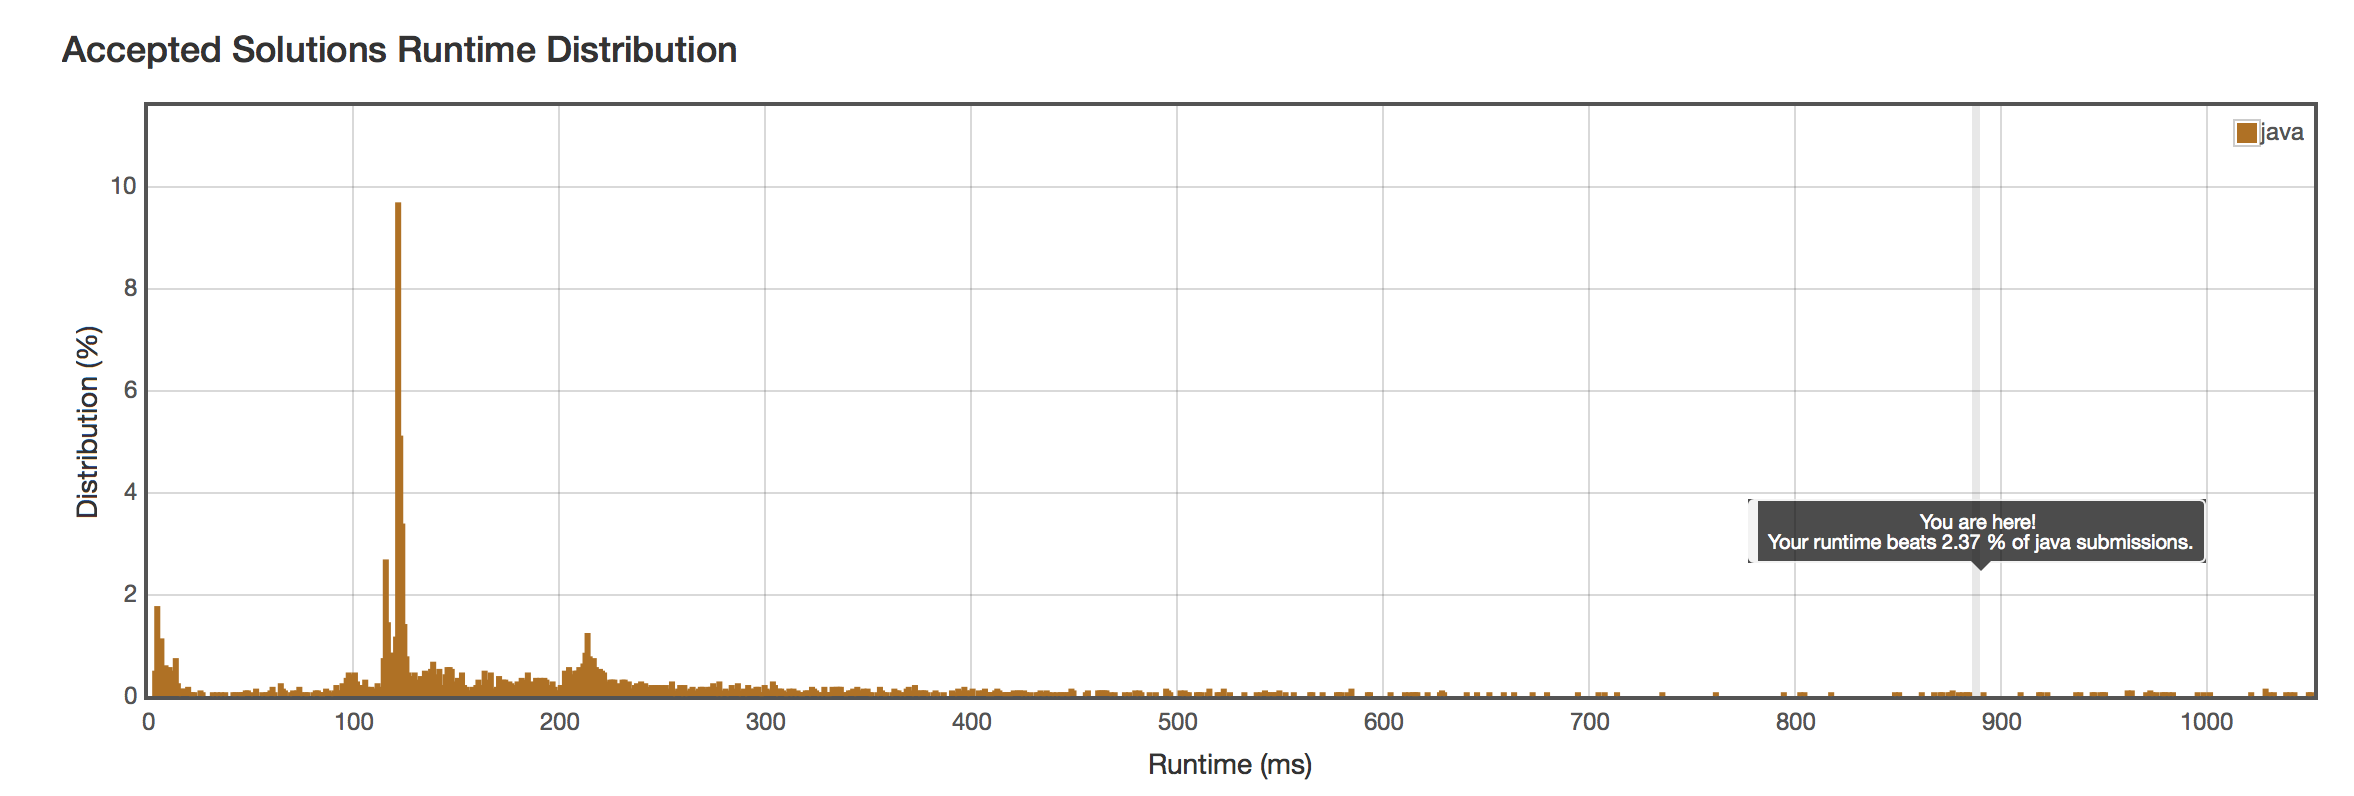 Accepted Solutions Runtime Distribution
java
10
8
6
4
2
0
Distribution (%)
You are here!
Your runtime beats 2.37 % of java submissions.
0 100 200 300 400 500 600 700 800 900 1000
Runtime (ms)